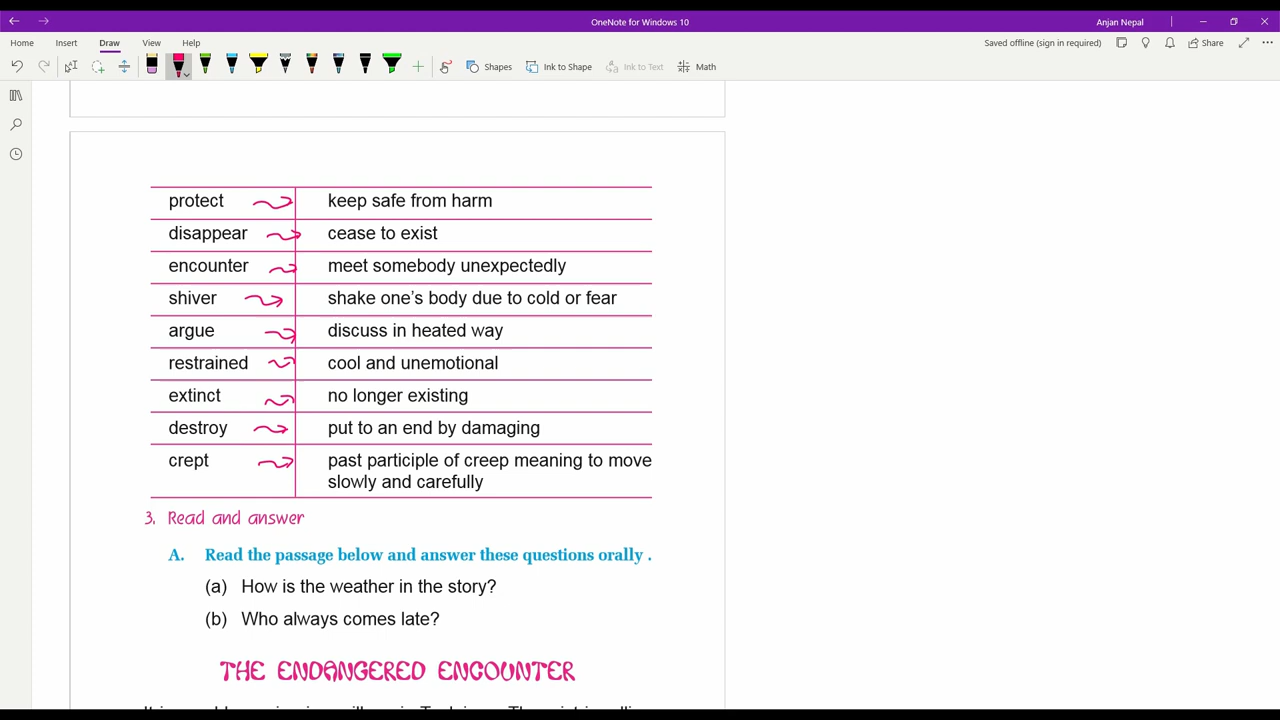 OneNote for Windows 10
Anjan Nepal
Home Insert Draw View Help
Saved offline (sign in required) Share
Shapes Ink to Shape Ink to Text Math
protect keep safe from harm
disappear cease to exist
encounter meet somebody unexpectedly
shiver shake one's body due to cold or fear
argue discuss in heated way
restrained cool and unemotional
extinct no longer existing
destroy put to an end by damaging
crept past participle of creep meaning to move
slowly and carefully
3. Read and answer
A. Read the passage below and answer these questions orally .
(a) How is the weather in the story?
(b) Who always comes late?
THE ENDANGERED ENCOUNTER